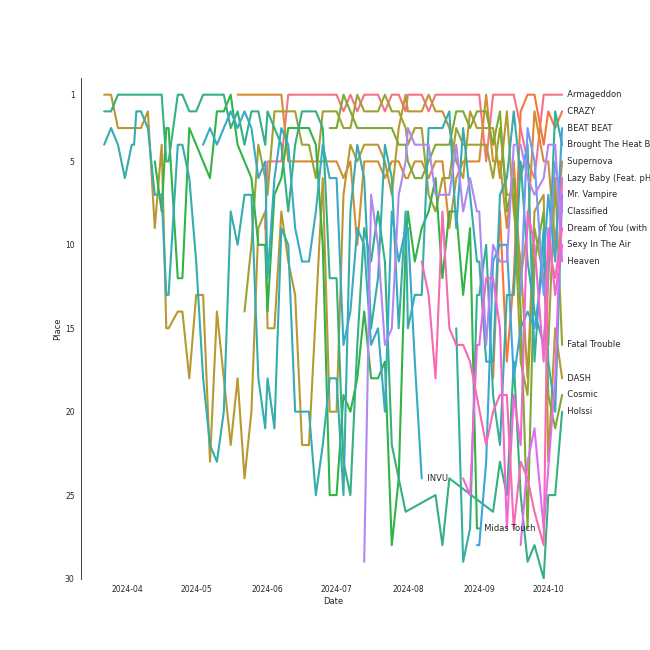 1
5
10
15
20
25
30
Place
2024-04
2024-05
2024-06
2024-07
2024-08
2024-09
2024-10
Date
Armageddon
CRAZY
BEAT BEAT
Brought The Heat B
Supernova
Lazy Baby (Feat. pH
Mr. Vampire
Classified
Dream of You (with
Sexy In The Air
Heaven
Fatal Trouble
DASH
Cosmic
Holssi
INVU
Midas Touch